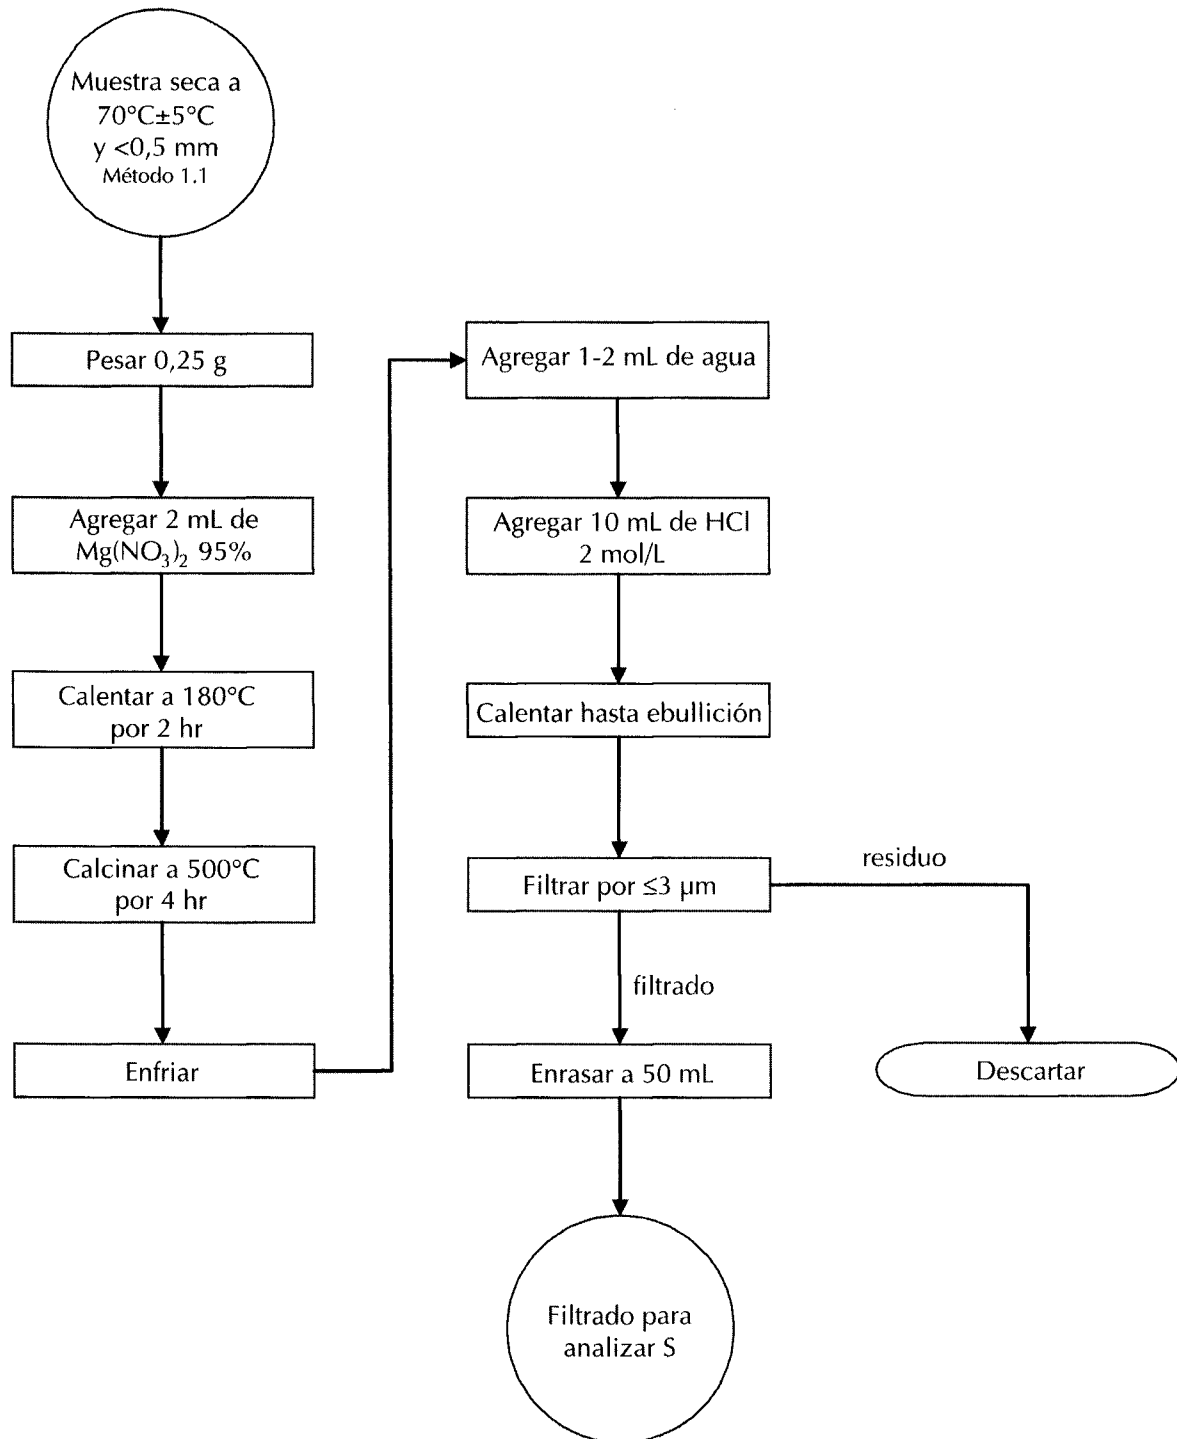 Muestra seca a
70°C±5°C
y <0,5 mm
Método 1.1
Pesar 0,25 g
Agregar 2 mL de
Mg(NO₃)₂ 95%
Calentar a 180°C
por 2 hr
Calcinar a 500°C
por 4 hr
Enfriar
Agregar 1-2 mL de agua
Agregar 10 mL de HCl
2 mol/L
Calentar hasta ebullición
Filtrar por ≤3 µm
residuo
filtrado
Enrasar a 50 mL
Descartar
Filtrado para
analizar S